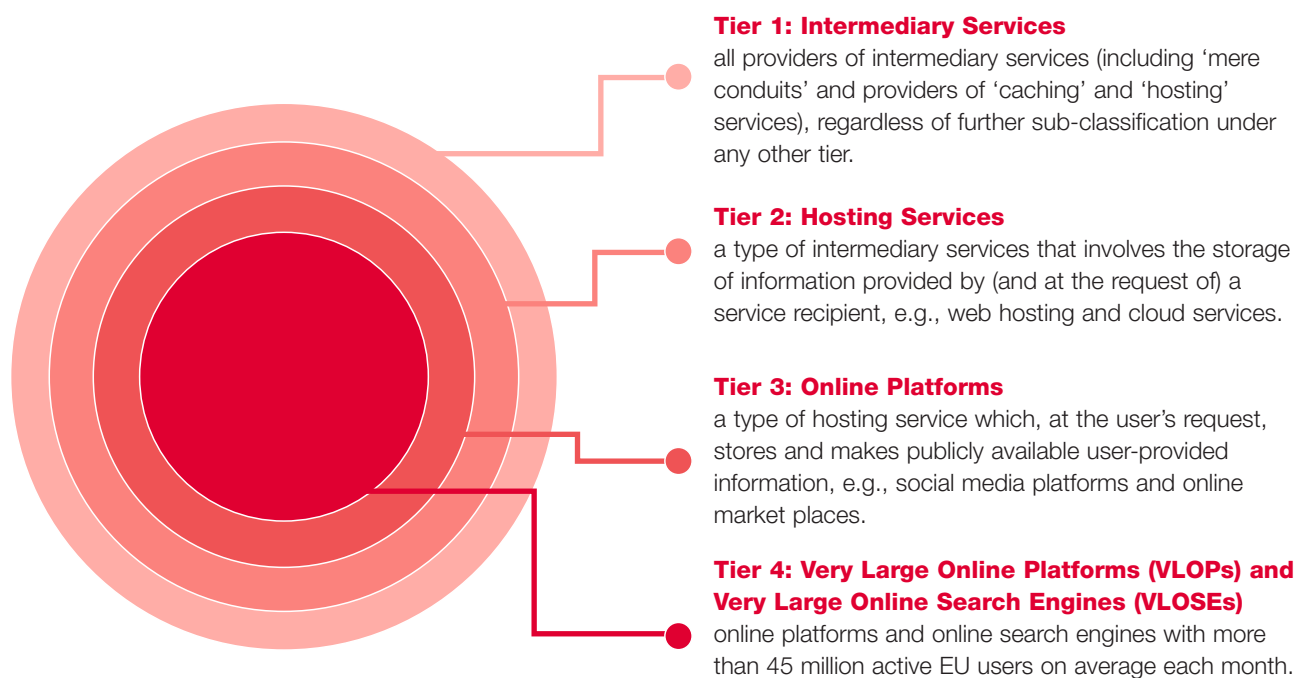 Tier 1: Intermediary Services
all providers of intermediary services (including ‘mere
conduits’ and providers of ‘caching’ and ‘hosting’
services), regardless of further sub-classification under
any other tier.
Tier 2: Hosting Services
a type of intermediary services that involves the storage
of information provided by (and at the request of) a
service recipient, e.g., web hosting and cloud services.
Tier 3: Online Platforms
a type of hosting service which, at the user’s request,
stores and makes publicly available user-provided
information, e.g., social media platforms and online
market places.
Tier 4: Very Large Online Platforms (VLOPs) and
Very Large Online Search Engines (VLOSEs)
online platforms and online search engines with more
than 45 million active EU users on average each month.